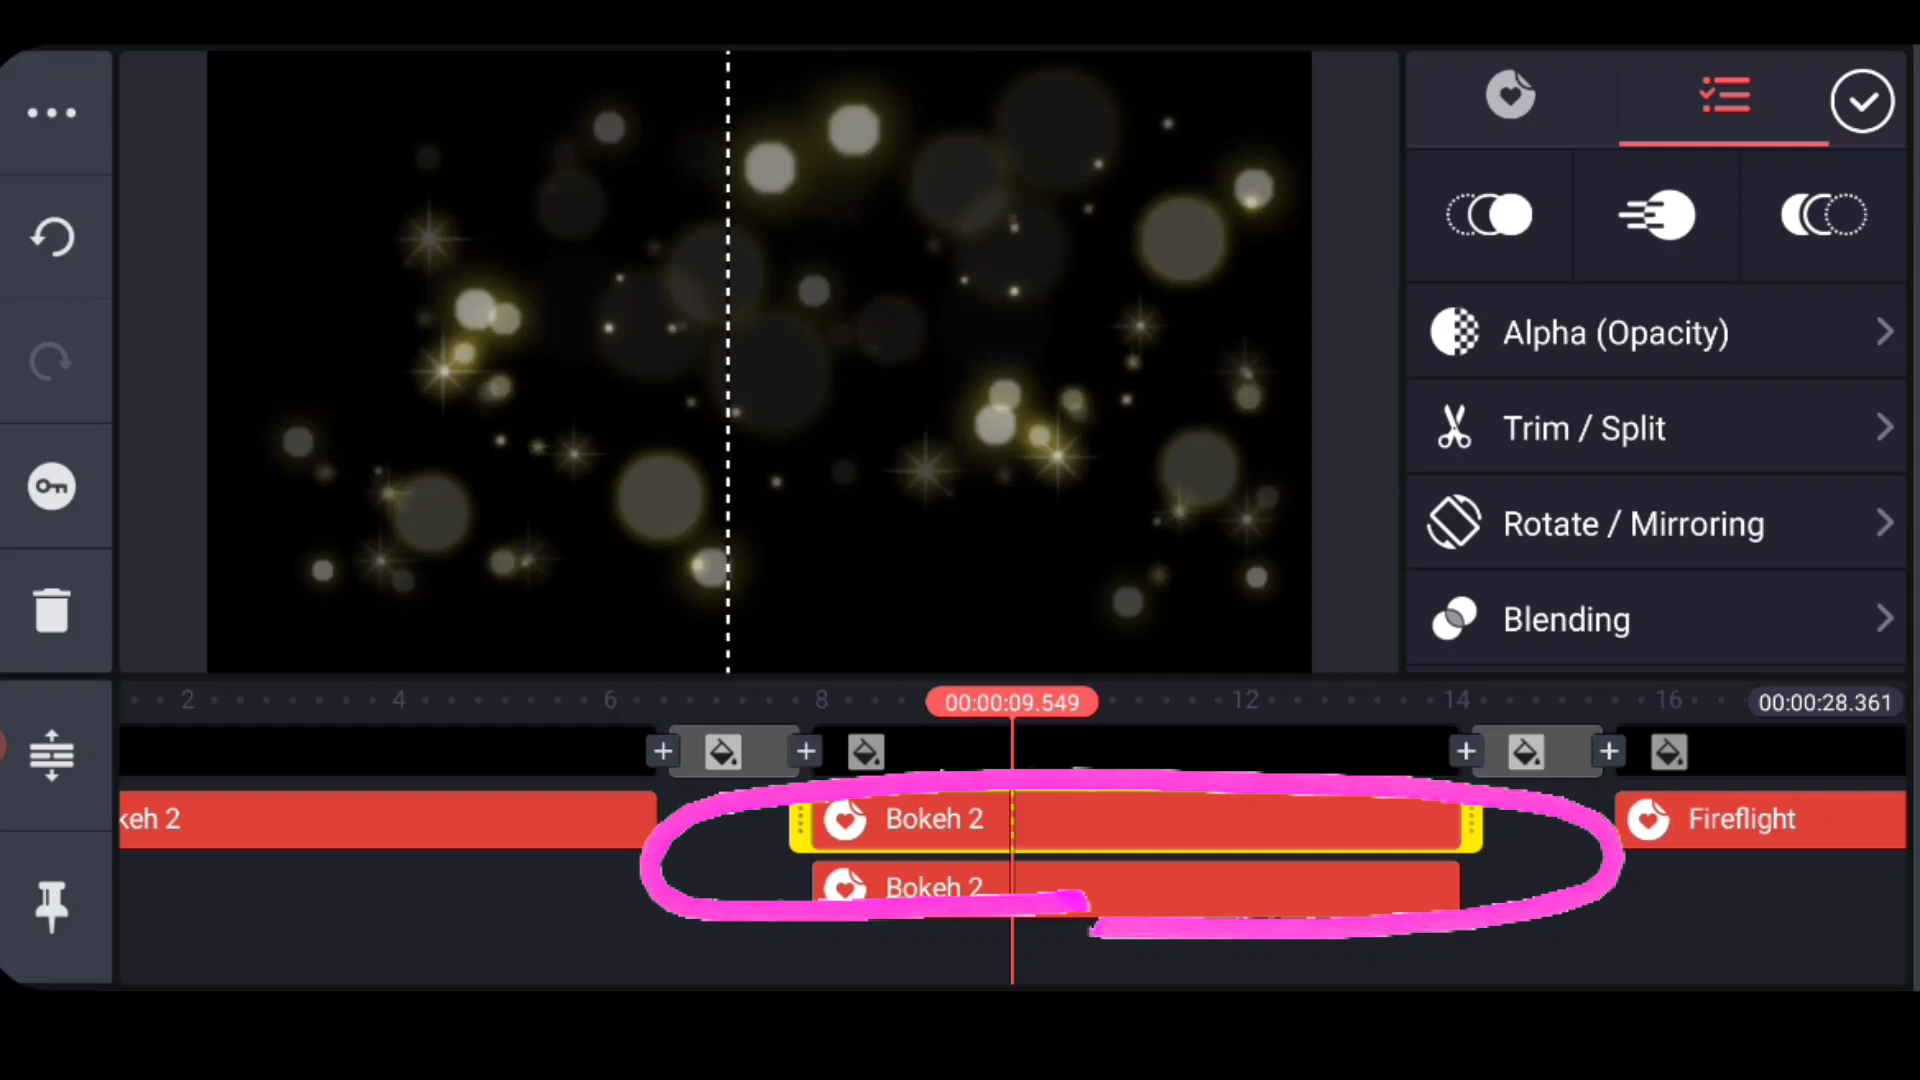 Alpha (Opacity)
Trim / Split
Rotate / Mirroring
Blending
2 4 6 8 00:00:09.549 12 14 16 00:00:28.361
keh 2 Bokeh 2 Fireflight
Bokeh 2